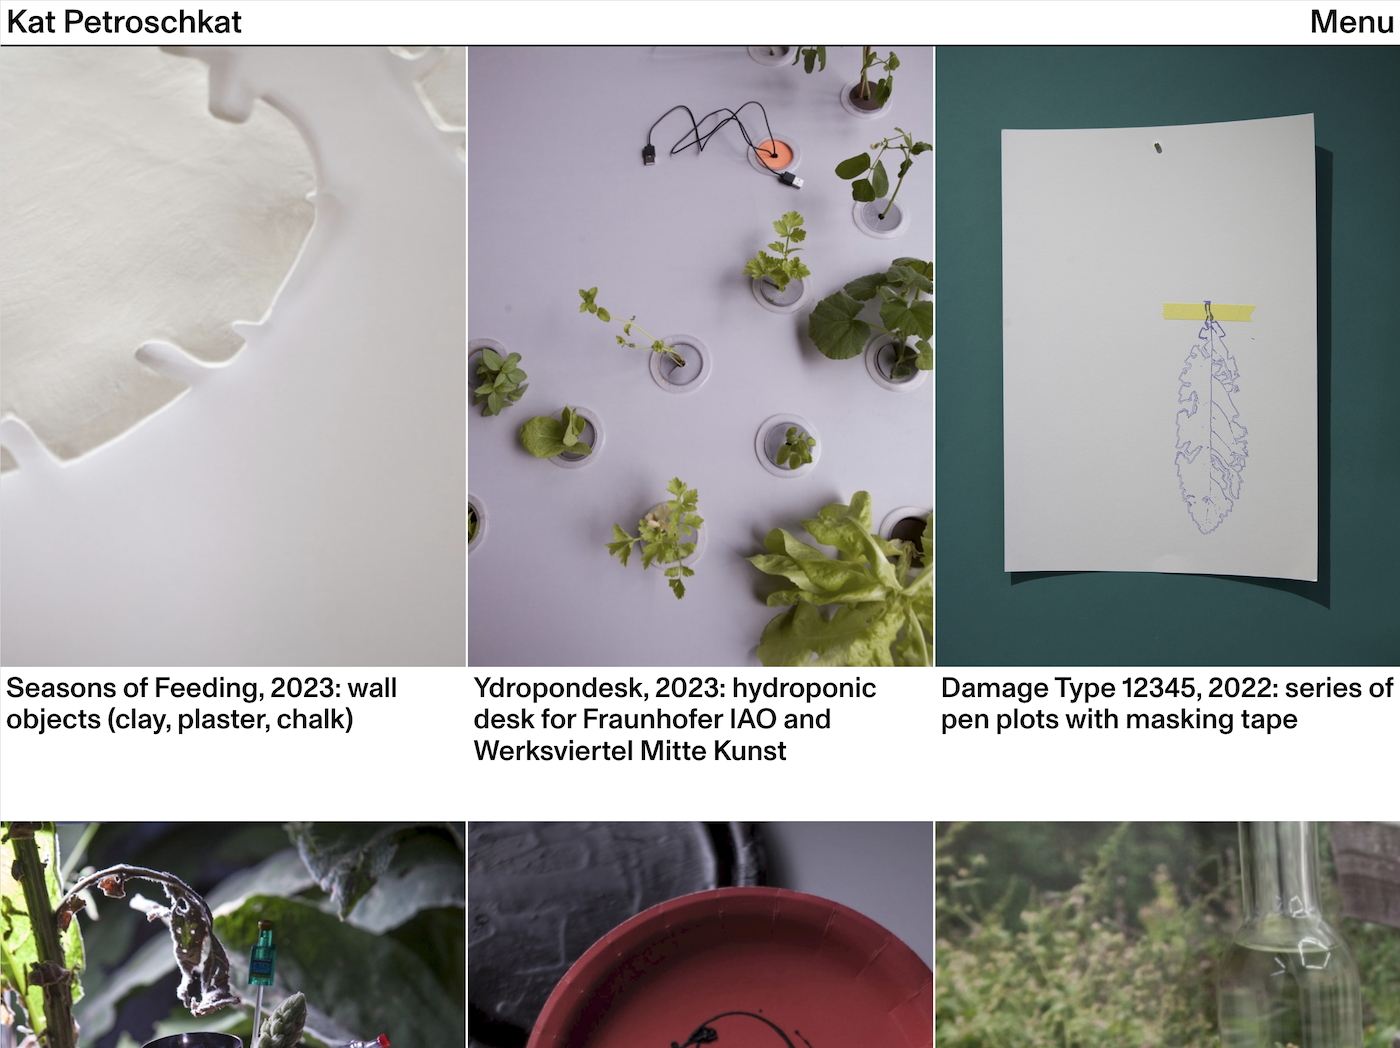 Kat Petroschkat
Menu
Seasons of Feeding, 2023: wall
objects (clay, plaster, chalk)
Ydropondesk, 2023: hydroponic
desk for Fraunhofer IAO and
Werksviertel Mitte Kunst
Damage Type 12345, 2022: series of
pen plots with masking tape